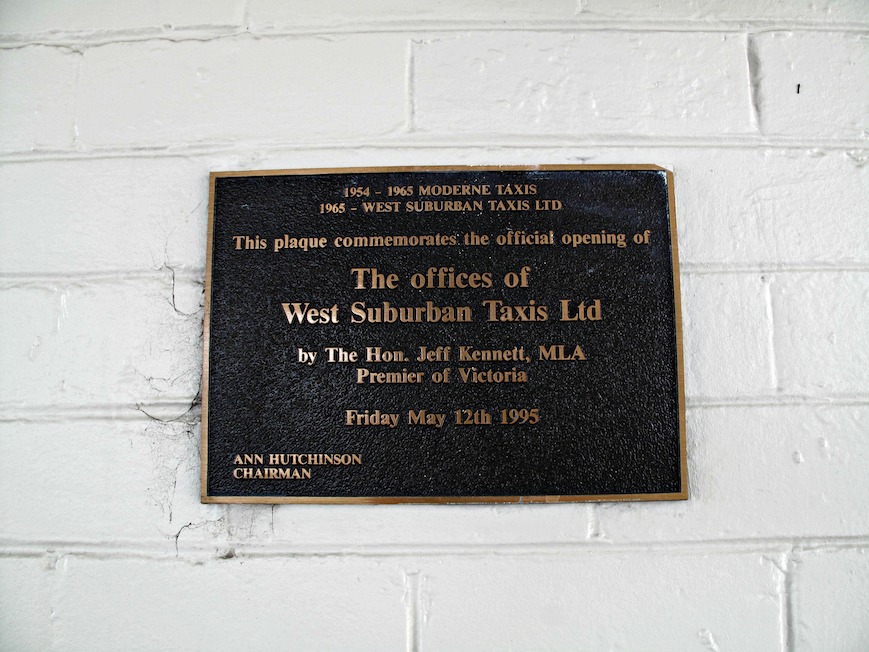 1954 - 1965 MODERNE TAXIS
1965 - WEST SUBURBAN TAXIS LTD
This plaque commemorates the official opening of
The offices of
West Suburban Taxis Ltd
by The Hon. Jeff Kennett, MLA
Premier of Victoria
Friday May 12th 1995
ANN HUTCHINSON
CHAIRMAN